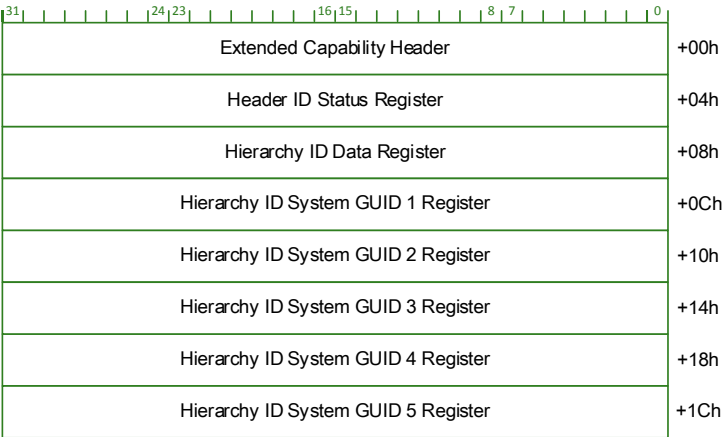 31 24 23 16 15 8 7 0
Extended Capability Header +00h
Header ID Status Register +04h
Hierarchy ID Data Register +08h
Hierarchy ID System GUID 1 Register +0Ch
Hierarchy ID System GUID 2 Register +10h
Hierarchy ID System GUID 3 Register +14h
Hierarchy ID System GUID 4 Register +18h
Hierarchy ID System GUID 5 Register +1Ch